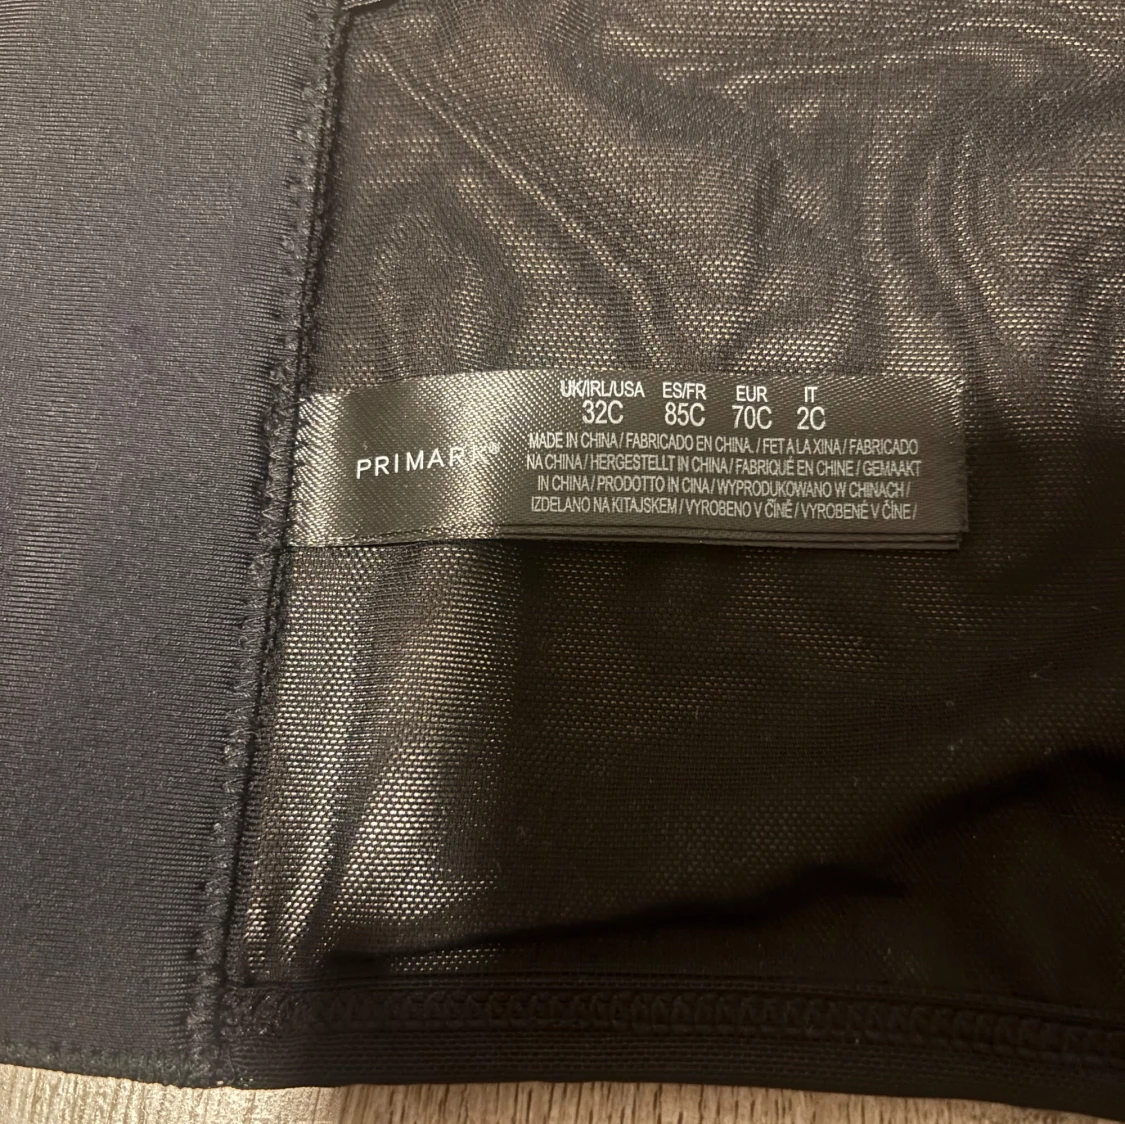 UK/IRL/USA ES/FR EUR IT
32C 85C 70C 2C
PRIMARK®
MADE IN CHINA / FABRICADO EN CHINA. / FET A LA XINA / FABRICADO
NA CHINA / HERGESTELLT IN CHINA / FABRIQUÉ EN CHINE / GEMAAKT
IN CHINA / PRODOTTO IN CINA / WYPRODUKOWANO W CHINACH /
IZDELANO NA KITAJSKEM / VYROBENO V ČÍNĚ / VYROBENÉ V ČÍNE /